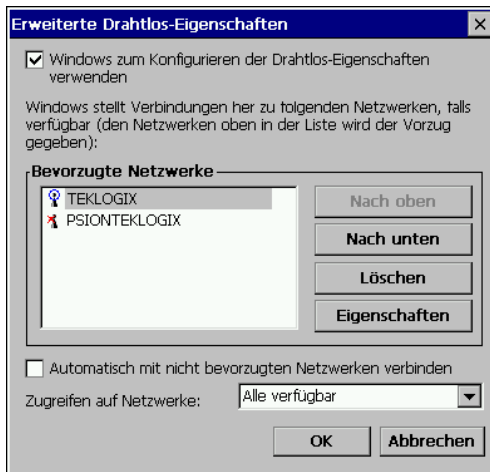 Erweiterte Drahtlos-Eigenschaften
Windows zum Konfigurieren der Drahtlos-Eigenschaften
verwenden
Windows stellt Verbindungen her zu folgenden Netzwerken, falls
verfügbar (den Netzwerken oben in der Liste wird der Vorzug
gegeben):
Bevorzugte Netzwerke
TEKLOGIX
PSIONTEKLOGIX
Nach oben
Nach unten
Löschen
Eigenschaften
Automatisch mit nicht bevorzugten Netzwerken verbinden
Zugreifen auf Netzwerke: Alle verfügbar
OK Abbrechen